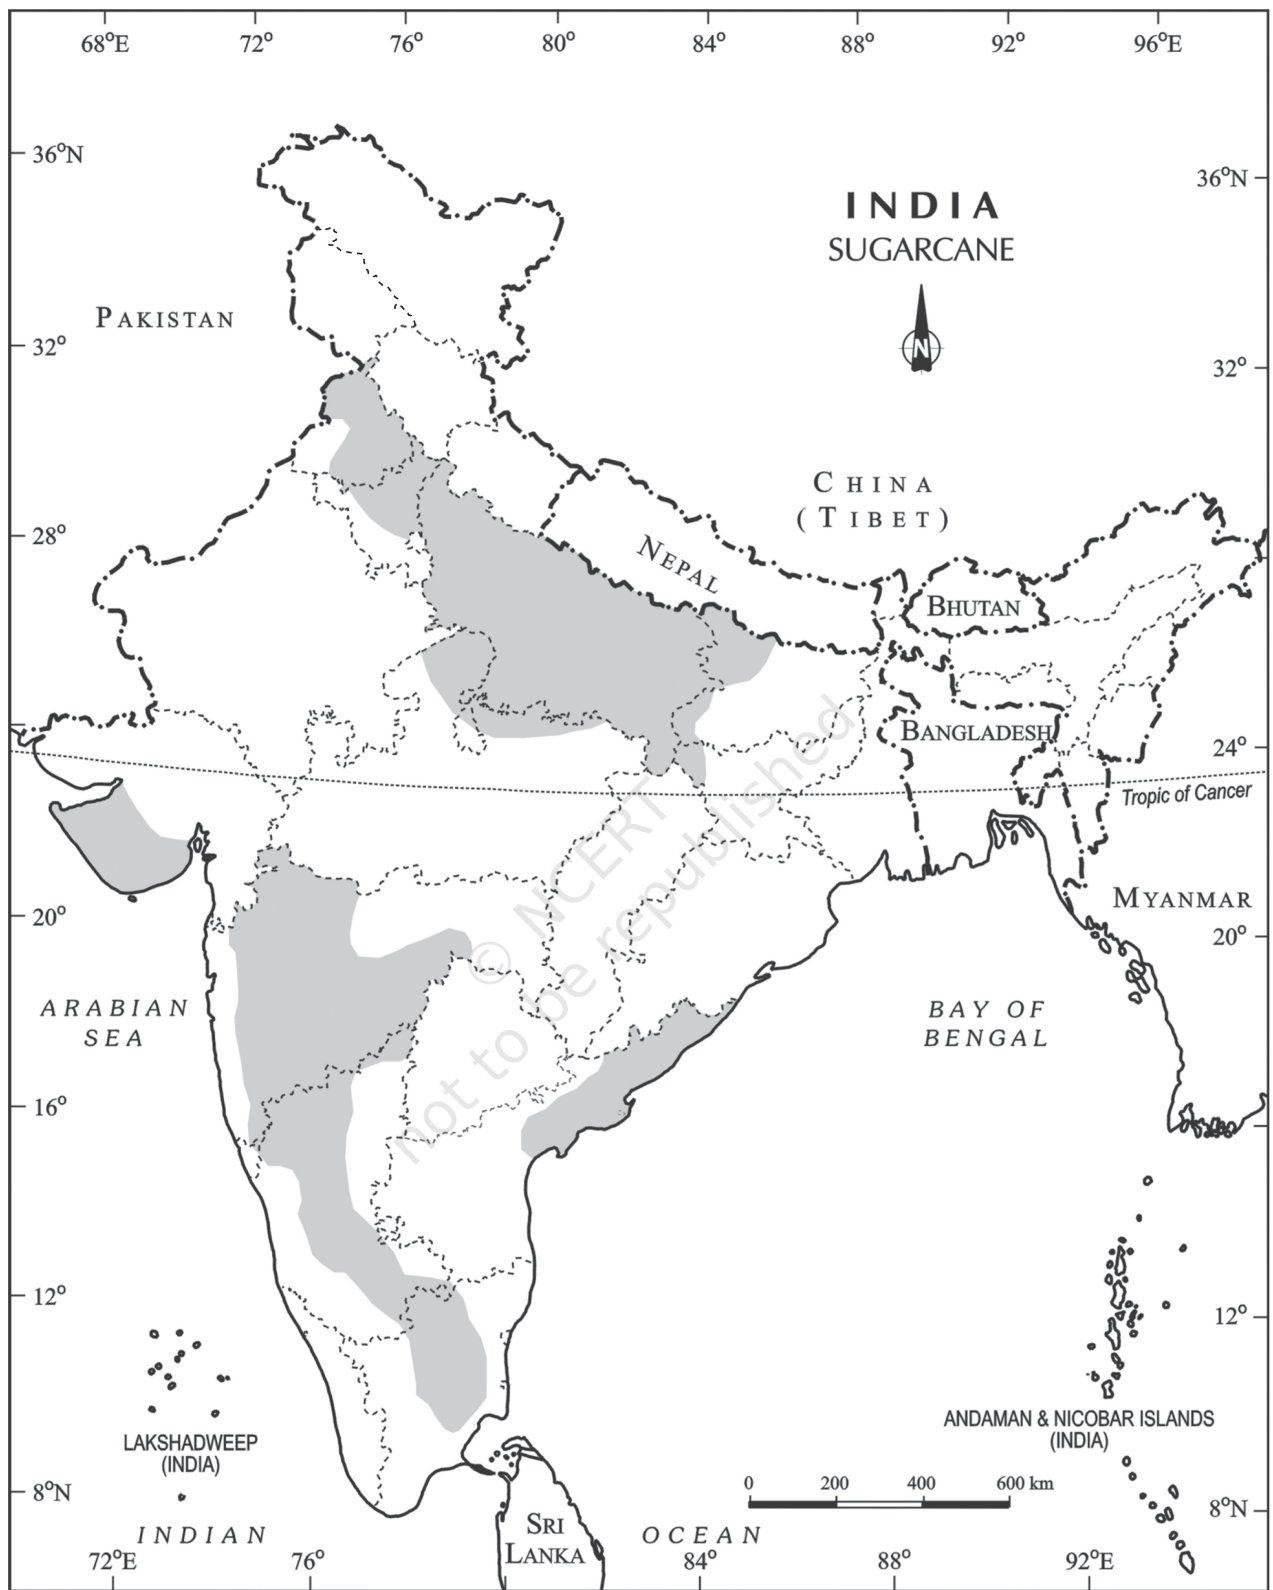 68°E 72° 76° 80° 84° 88° 92° 96°E
36°N
36°N
INDIA
SUGARCANE
N
PAKISTAN
32°
32°
CHINA
(TIBET)
28°
NEPAL
BHUTAN
BANGLADESH
24°
Tropic of Cancer
© NCERT
not to be republished
MYANMAR
20°
20°
ARABIAN
SEA
BAY OF
BENGAL
16°
12°
12°
LAKSHADWEEP
(INDIA)
ANDAMAN & NICOBAR ISLANDS
(INDIA)
0 200 400 600 km
8°N
8°N
INDIAN
OCEAN
SRI
LANKA
72°E 76° 84° 88° 92°E